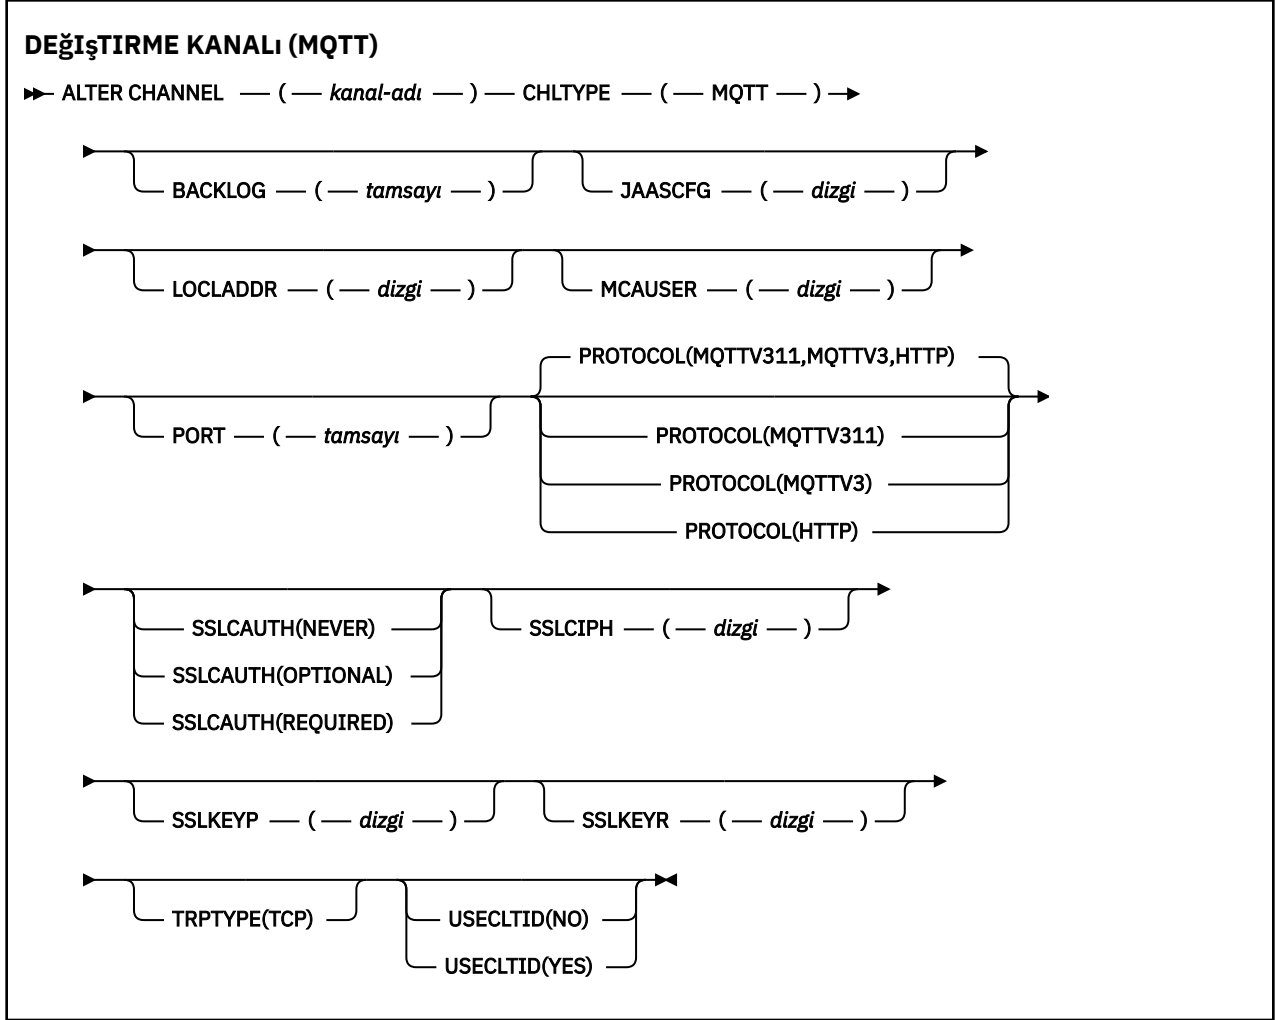 DEğIşTIRME KANALı (MQTT)
ALTER CHANNEL ( kanal-adı ) CHLTYPE ( MQTT )
BACKLOG ( tamsayı ) JAASCFG ( dizgi )
LOCLADDR ( dizgi ) MCAUSER ( dizgi )
PROTOCOL(MQTTV311,MQTTV3,HTTP)
PORT ( tamsayı ) PROTOCOL(MQTTV311)
PROTOCOL(MQTTV3)
PROTOCOL(HTTP)
SSLCAUTH(NEVER) SSLCIPH ( dizgi )
SSLCAUTH(OPTIONAL)
SSLCAUTH(REQUIRED)
SSLKEYP ( dizgi ) SSLKEYR ( dizgi )
TRPTYPE(TCP) USECLTID(NO)
USECLTID(YES)